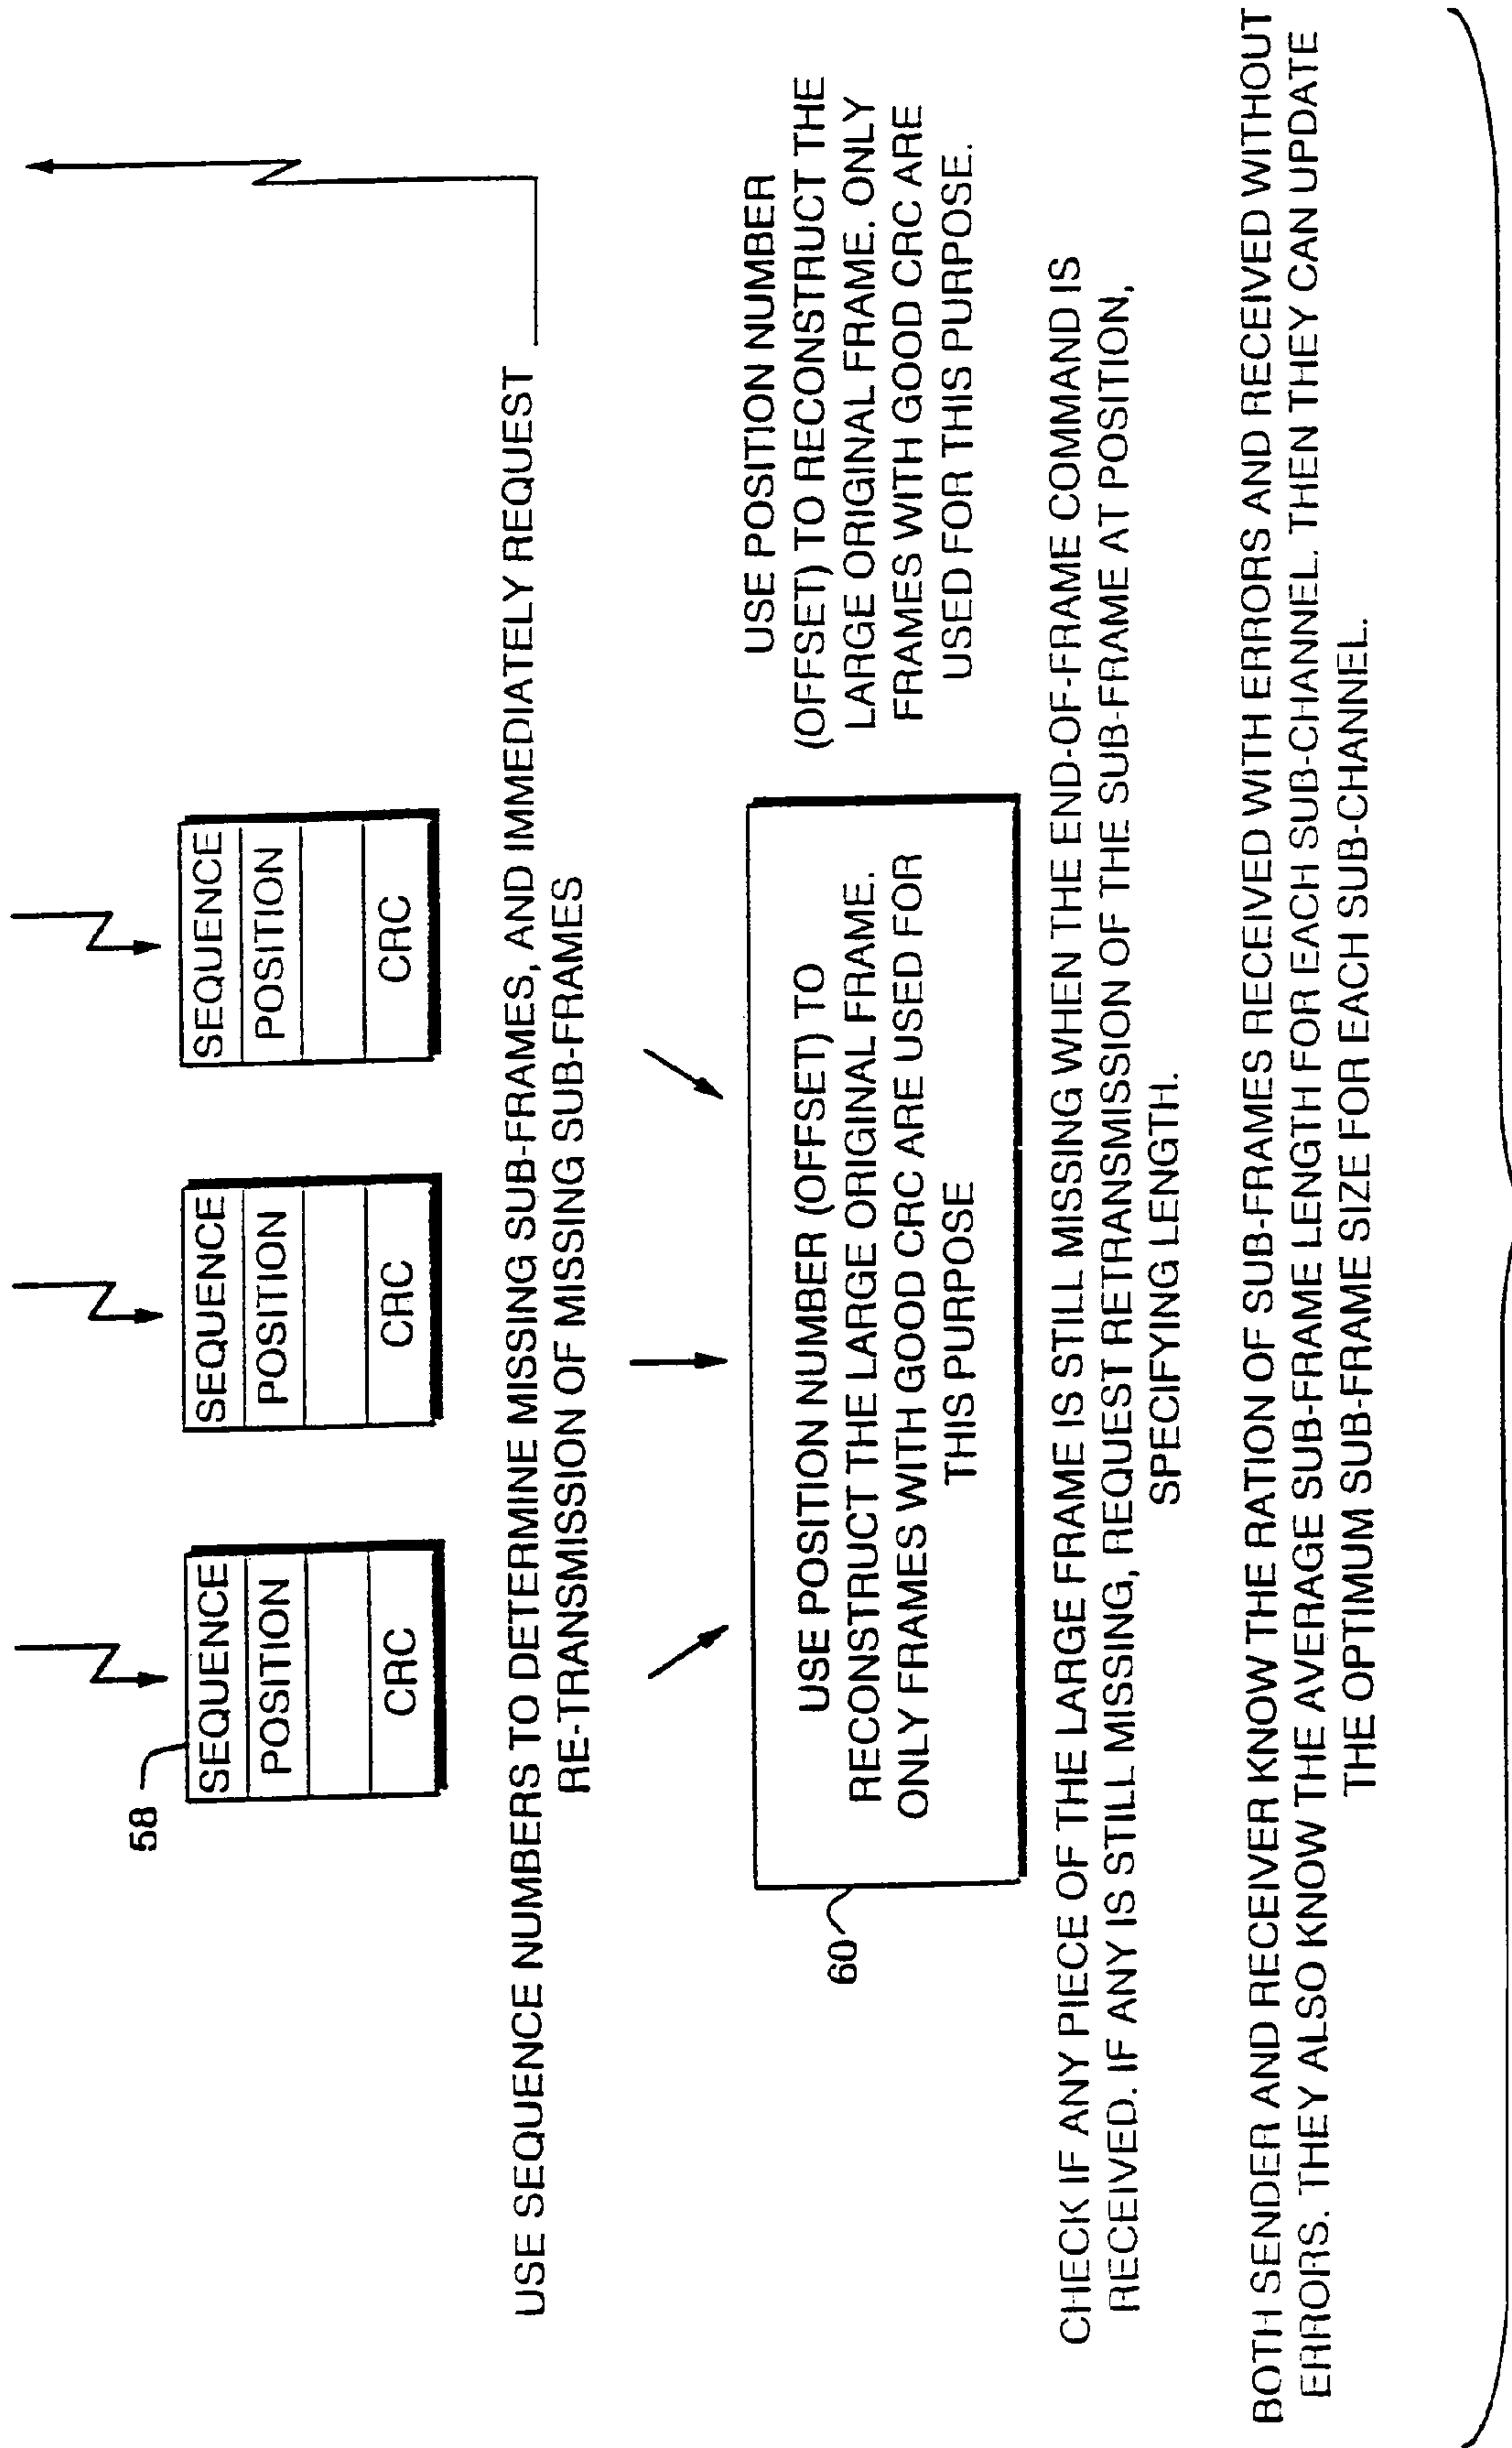 58
SEQUENCE
POSITION
CRC
SEQUENCE
POSITION
CRC
SEQUENCE
POSITION
CRC
USE SEQUENCE NUMBERS TO DETERMINE MISSING SUB-FRAMES, AND IMMEDIATELY REQUEST
RE-TRANSMISSION OF MISSING SUB-FRAMES
60
USE POSITION NUMBER (OFFSET) TO
RECONSTRUCT THE LARGE ORIGINAL FRAME.
ONLY FRAMES WITH GOOD CRC ARE USED FOR
THIS PURPOSE
USE POSITION NUMBER
(OFFSET) TO RECONSTRUCT THE
LARGE ORIGINAL FRAME. ONLY
FRAMES WITH GOOD CRC ARE
USED FOR THIS PURPOSE.
CHECK IF ANY PIECE OF THE LARGE FRAME IS STILL MISSING WHEN THE END-OF-FRAME COMMAND IS
RECEIVED. IF ANY IS STILL MISSING, REQUEST RETRANSMISSION OF THE SUB-FRAME AT POSITION,
SPECIFYING LENGTH.
BOTH SENDER AND RECEIVER KNOW THE RATION OF SUB-FRAMES RECEIVED WITH ERRORS AND RECEIVED WITHOUT
ERRORS. THEY ALSO KNOW THE AVERAGE SUB-FRAME LENGTH FOR EACH SUB-CHANNEL. THEN THEY CAN UPDATE
THE OPTIMUM SUB-FRAME SIZE FOR EACH SUB-CHANNEL.